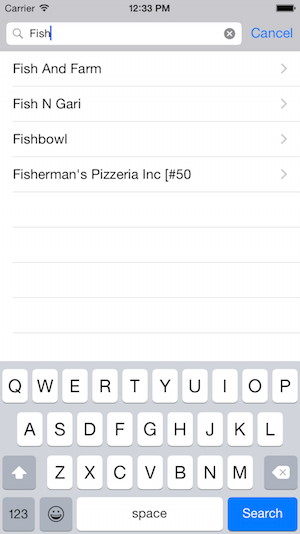 Carrier 12:33 PM
Fish Cancel
Fish And Farm
Fish N Gari
Fishbowl
Fisherman's Pizzeria Inc [#50
Q W E R T Y U I O P
A S D F G H J K L
Z X C V B N M
123 space Search